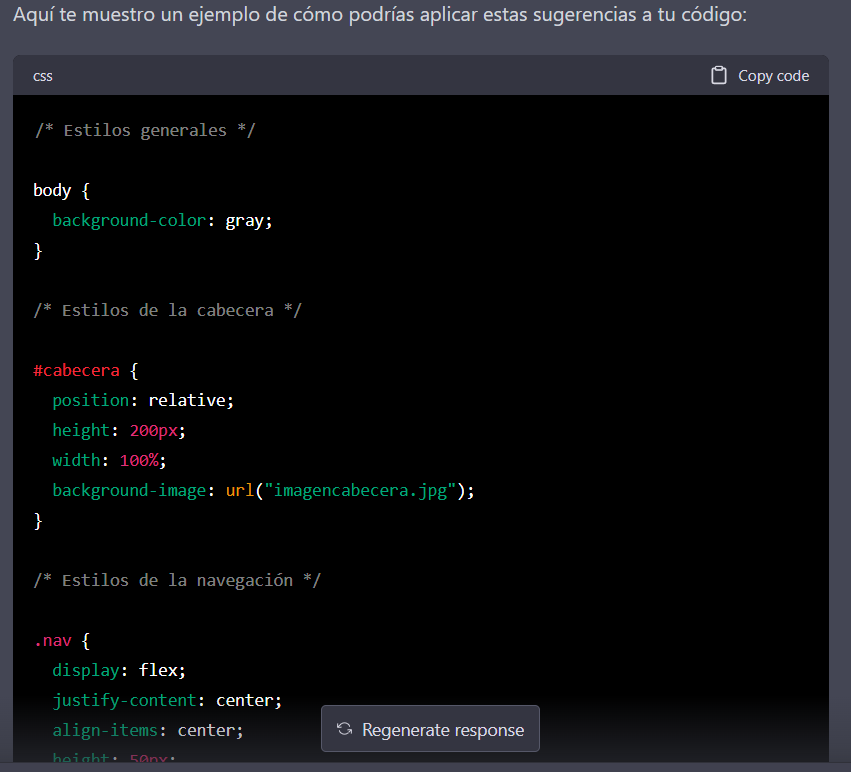 Aquí te muestro un ejemplo de cómo podrías aplicar estas sugerencias a tu código:
css
Copy code
/* Estilos generales */
body {
  background-color: gray;
}
/* Estilos de la cabecera */
#cabecera {
  position: relative;
  height: 200px;
  width: 100%;
  background-image: url("imagencabecera.jpg");
}
/* Estilos de la navegación */
.nav {
  display: flex;
  justify-content: center;
  align-items: center;
  height: 50px;
Regenerate response